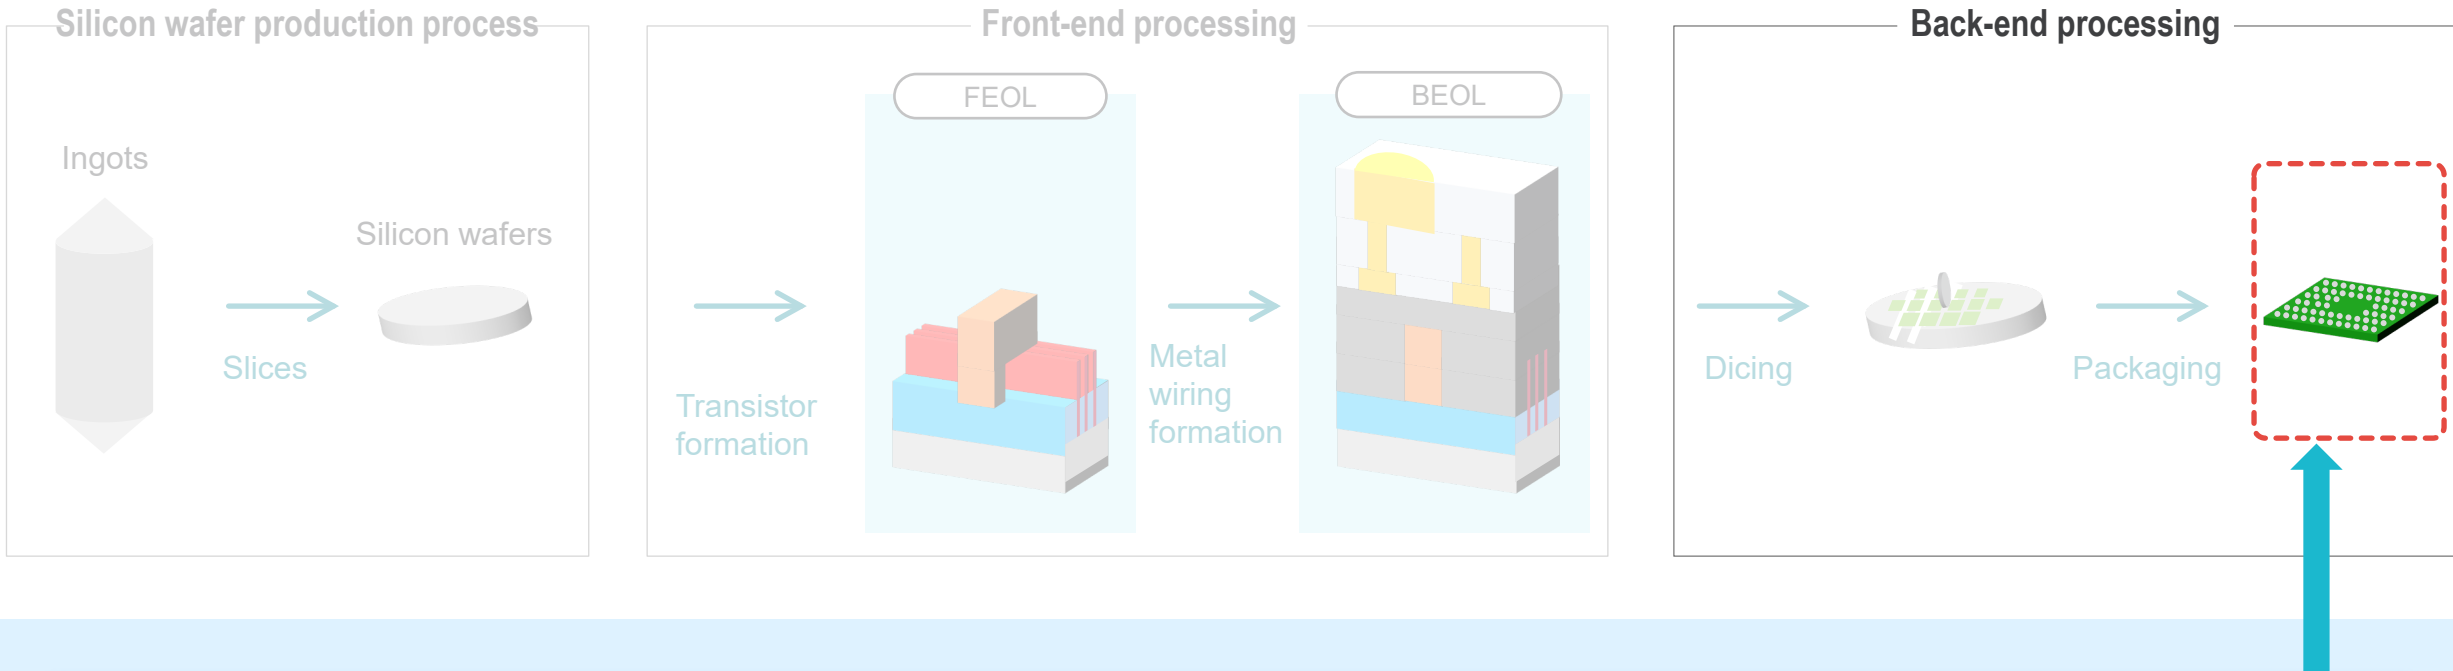 Silicon wafer production process
Ingots
Silicon wafers
Slices
Front-end processing
FEOL
BEOL
Transistor
formation
Metal
wiring
formation
Back-end processing
Dicing
Packaging